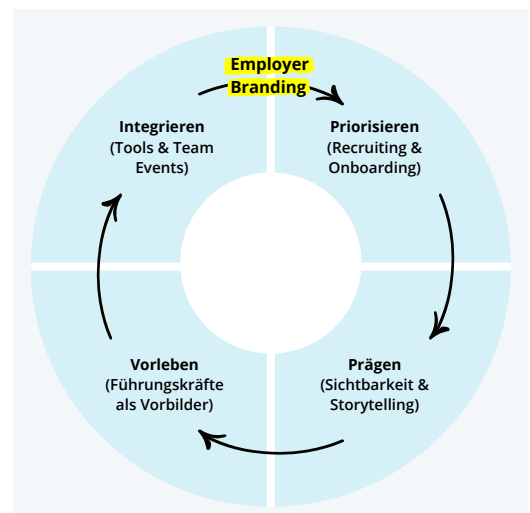 Employer
Branding
Integrieren
(Tools & Team
Events)
Priorisieren
(Recruiting &
Onboarding)
Vorleben
(Führungskräfte
als Vorbilder)
Prägen
(Sichtbarkeit &
Storytelling)